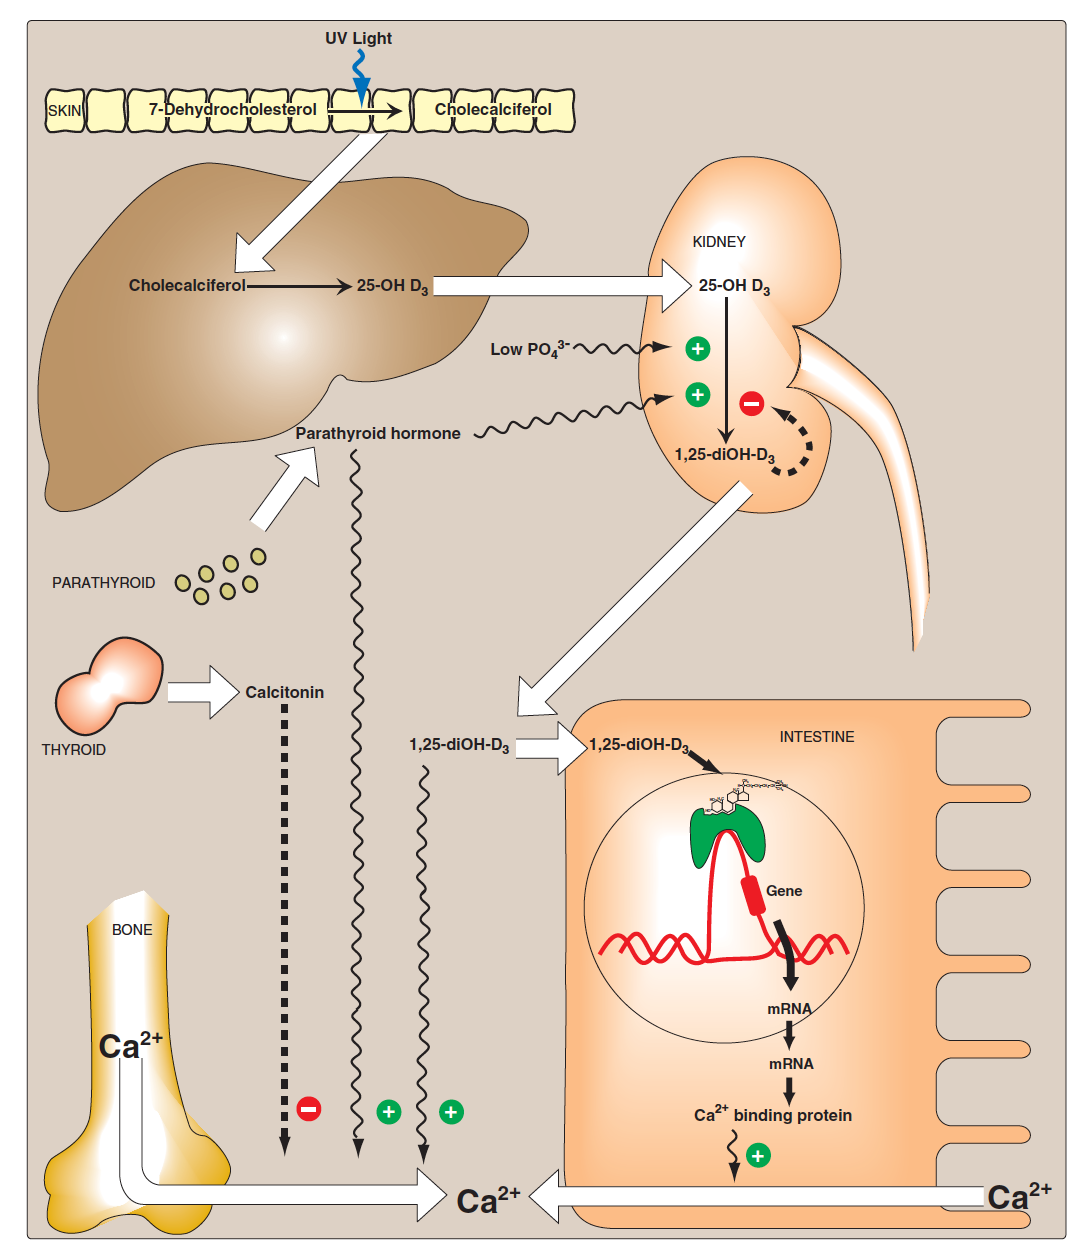 UV Light
SKIN
7-Dehydrocholesterol
Cholecalciferol
KIDNEY
Cholecalciferol
25-OH D₃
25-OH D₃
Low PO₄³⁻
+
+
−
Parathyroid hormone
1,25-diOH-D₃
PARATHYROID
Calcitonin
THYROID
1,25-diOH-D₃
1,25-diOH-D₃
INTESTINE
Gene
BONE
mRNA
Ca²⁺
mRNA
−
+
+
Ca²⁺ binding protein
+
Ca²⁺
Ca²⁺